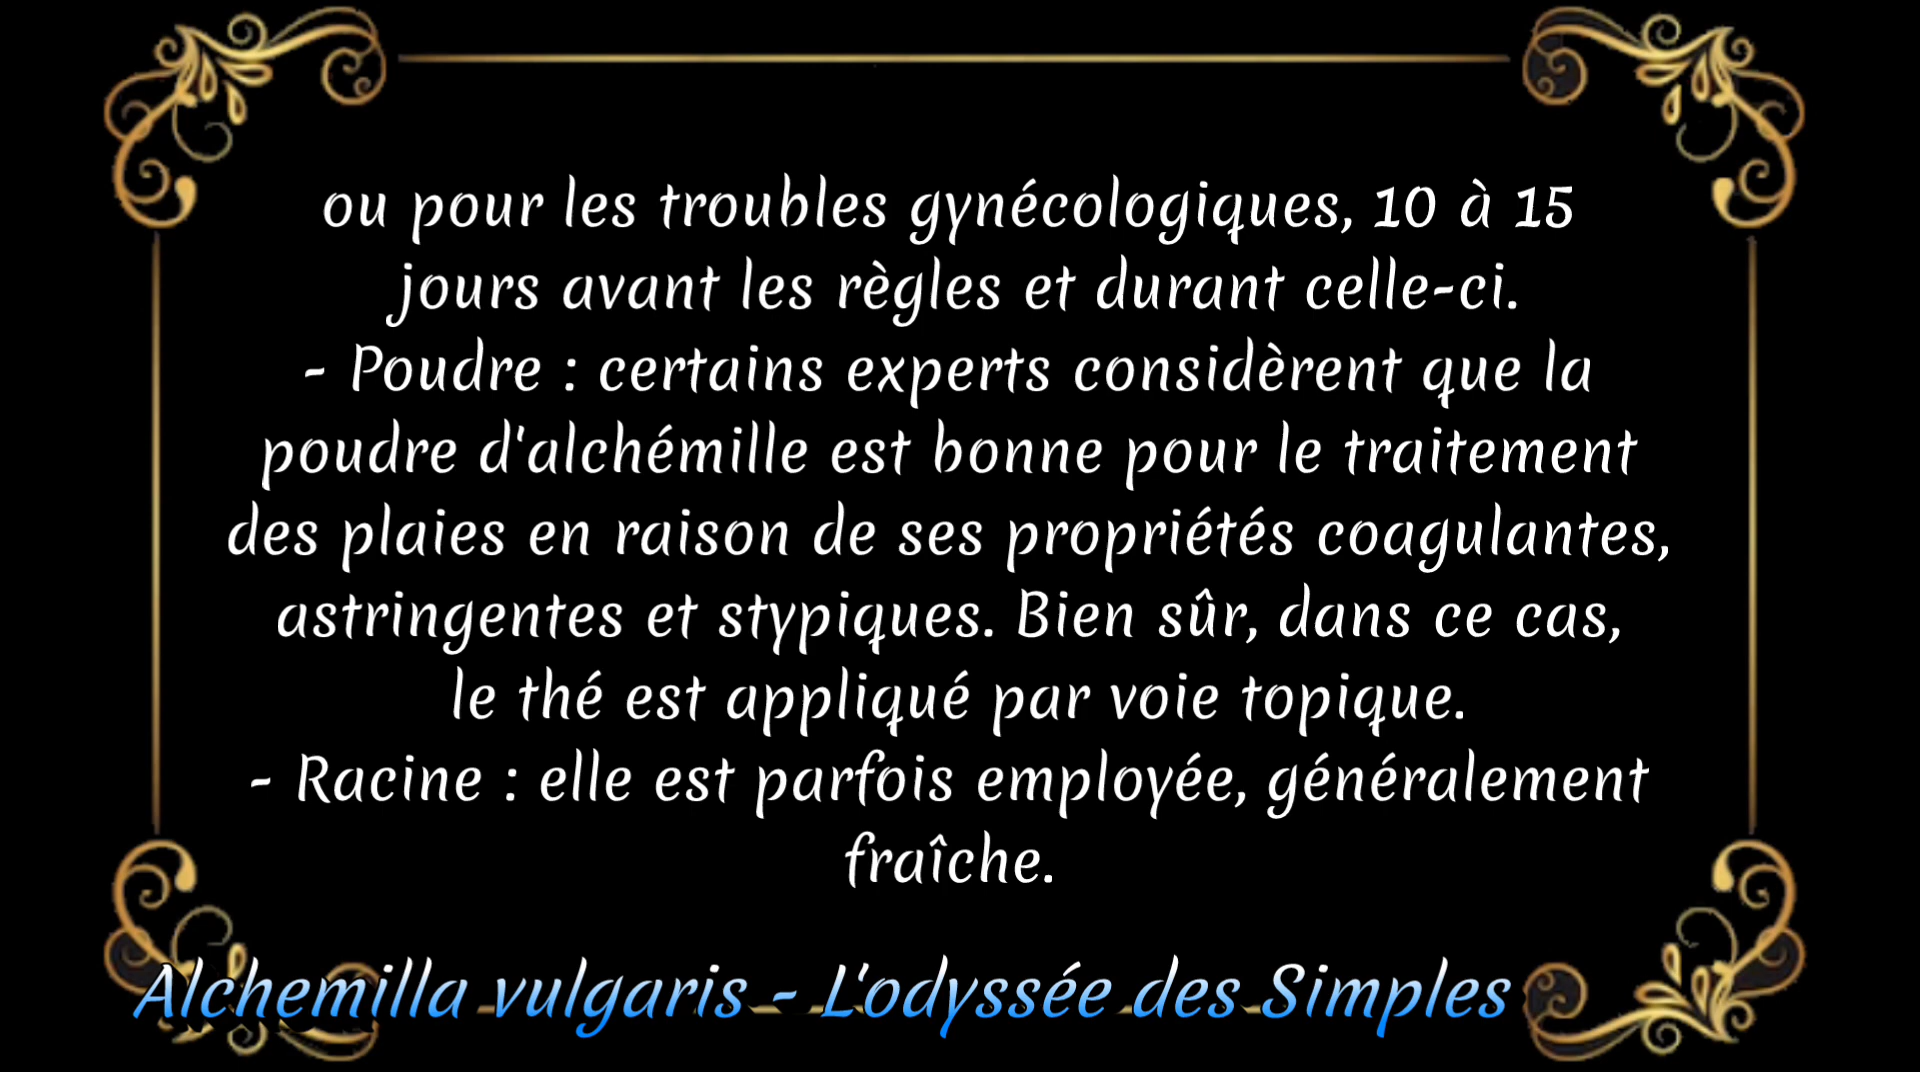 ou pour les troubles gynécologiques, 10 à 15
jours avant les règles et durant celle-ci.
- Poudre : certains experts considèrent que la
poudre d'alchémille est bonne pour le traitement
des plaies en raison de ses propriétés coagulantes,
astringentes et stypiques. Bien sûr, dans ce cas,
le thé est appliqué par voie topique.
- Racine : elle est parfois employée, généralement
fraîche.
Alchemilla vulgaris - L'odyssée des Simples